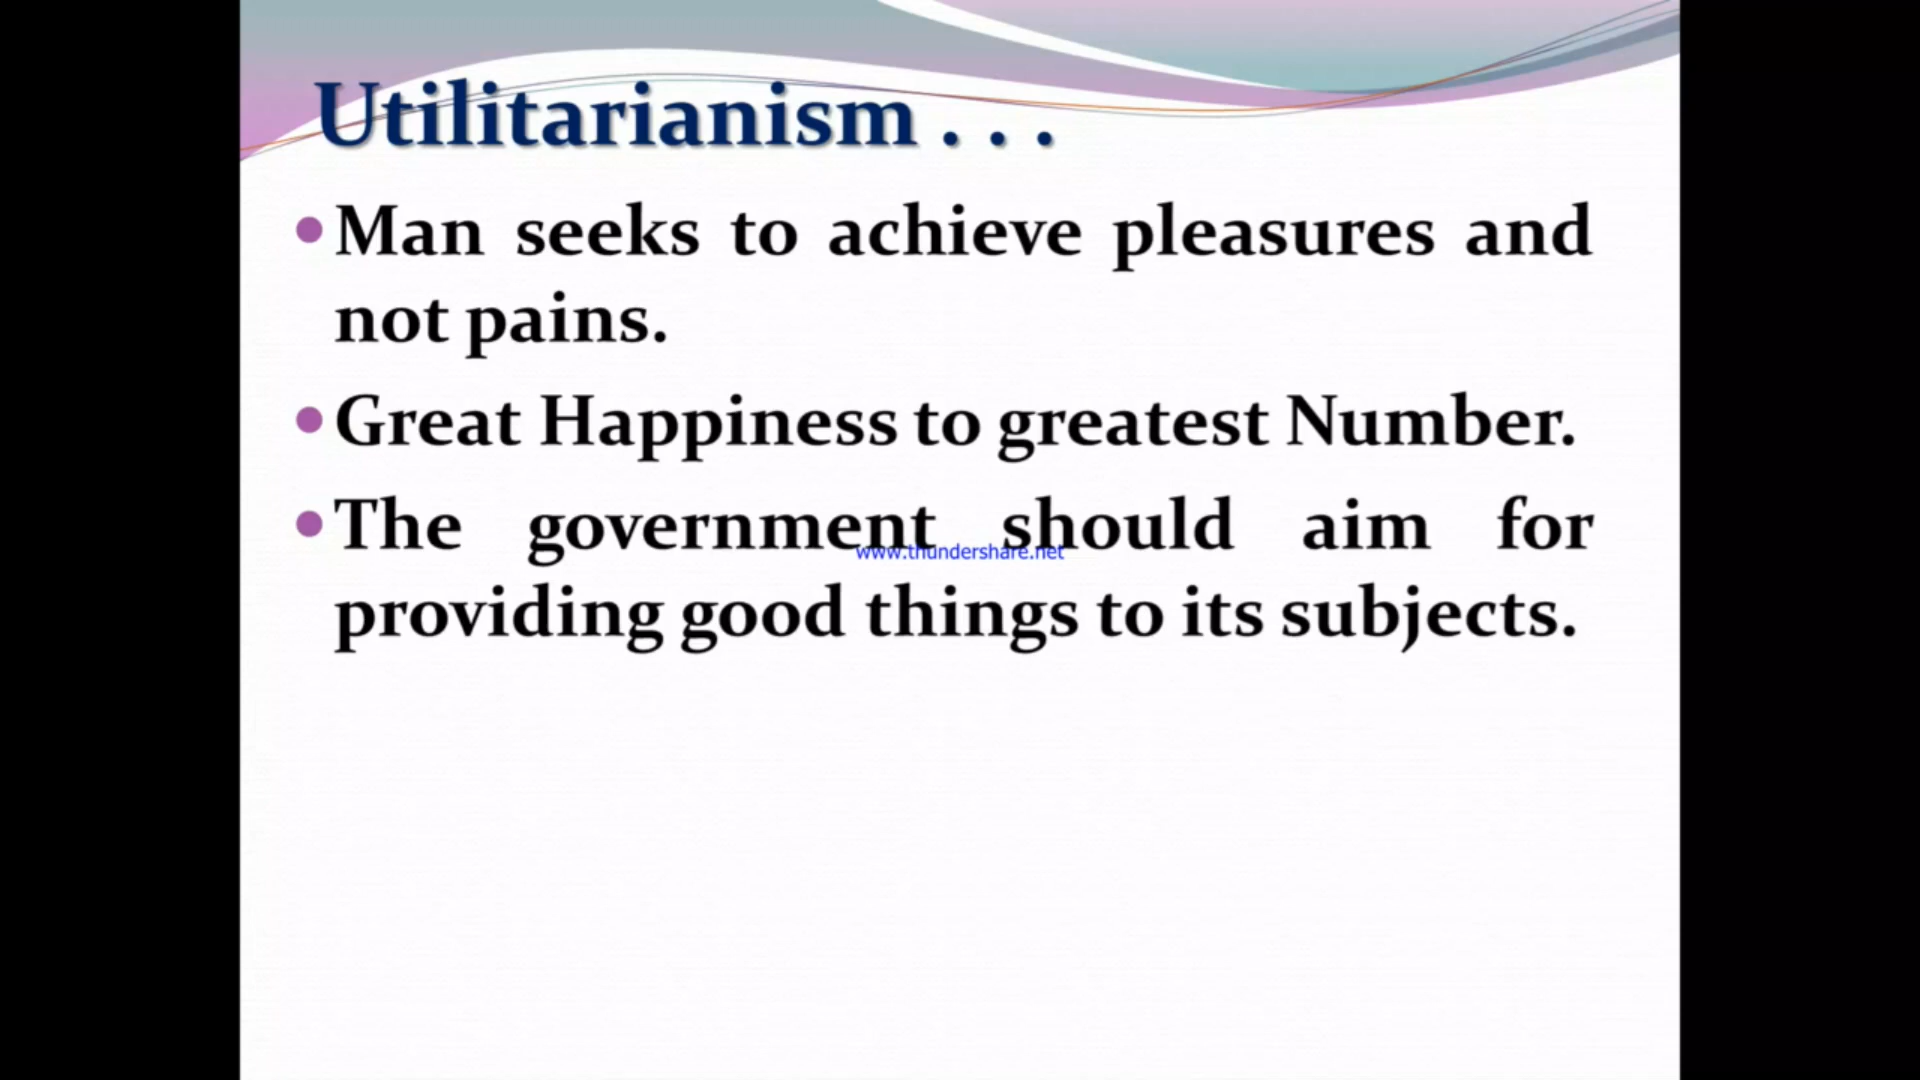 Utilitarianism . . .
Man seeks to achieve pleasures and
not pains.
Great Happiness to greatest Number.
The government should aim for
www.thundershare.net
providing good things to its subjects.